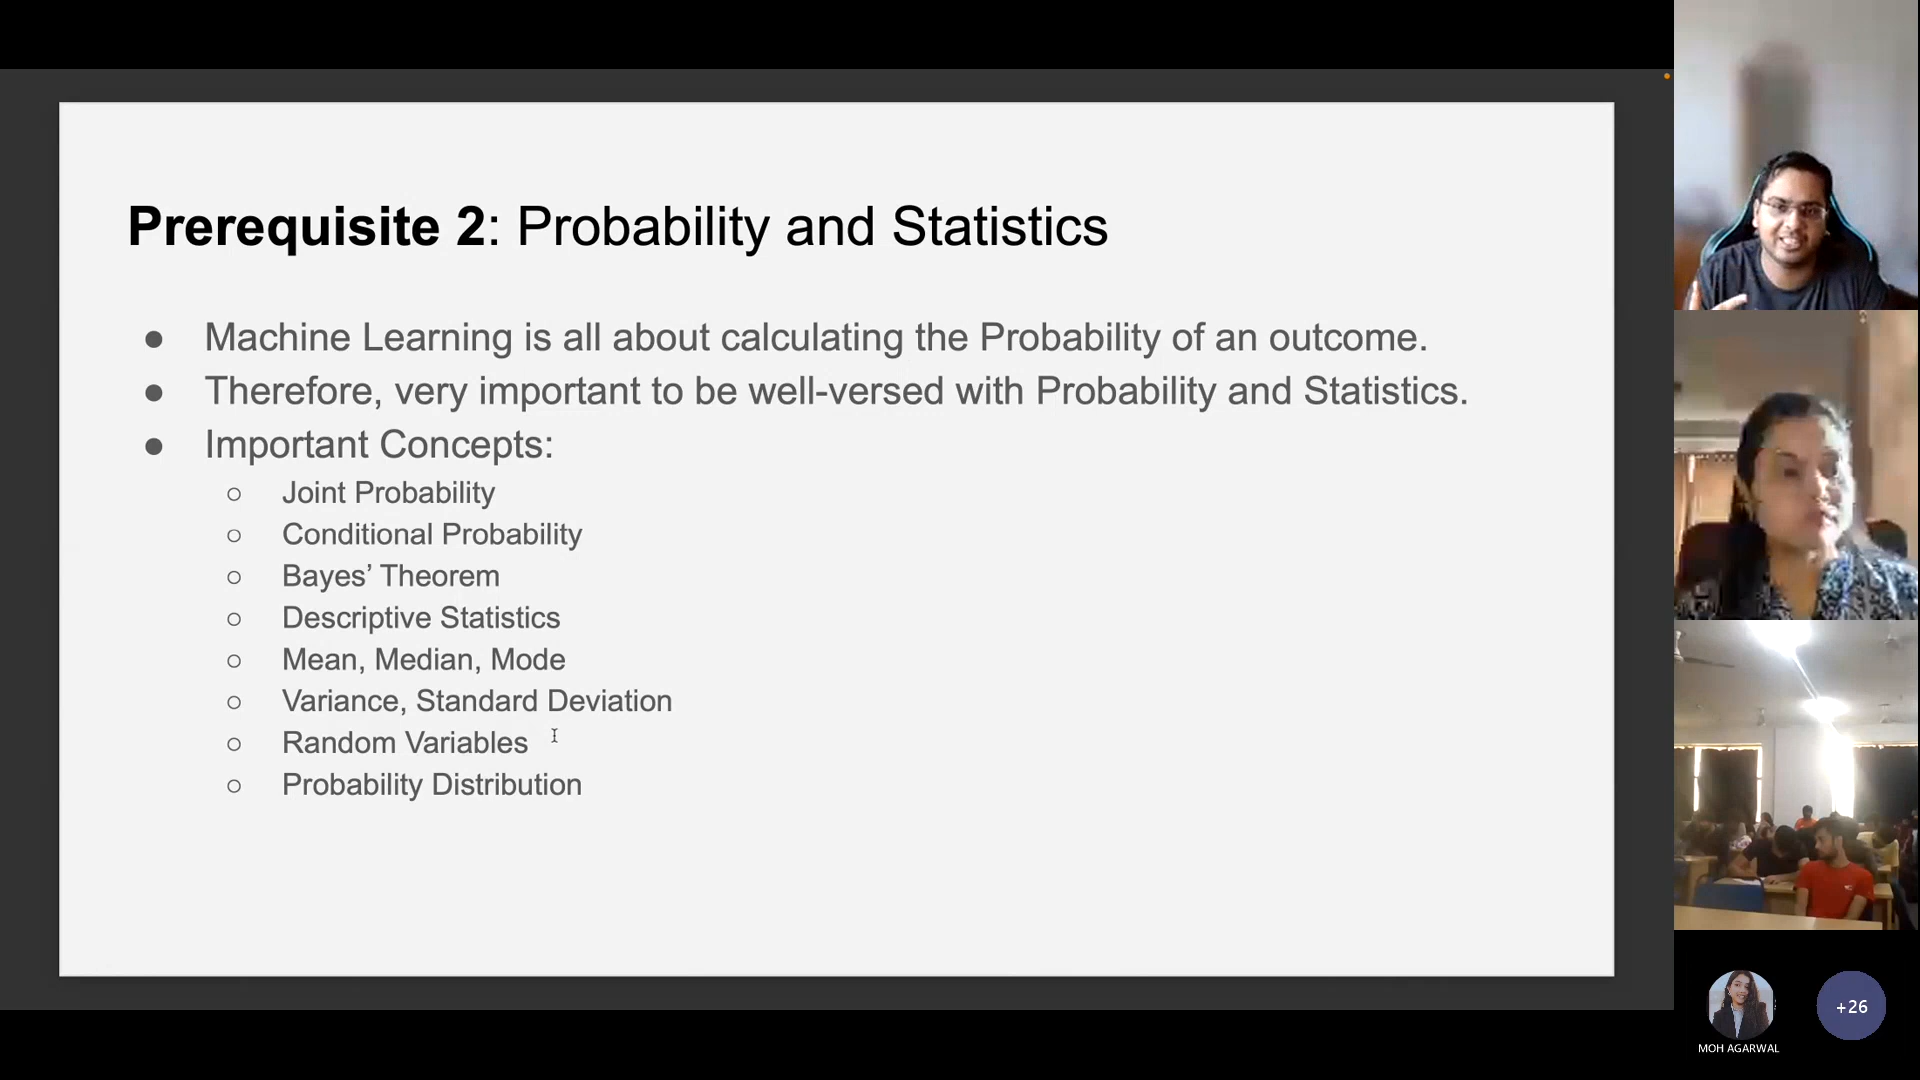 Prerequisite 2: Probability and Statistics
● Machine Learning is all about calculating the Probability of an outcome.
● Therefore, very important to be well-versed with Probability and Statistics.
● Important Concepts:
○ Joint Probability
○ Conditional Probability
○ Bayes’ Theorem
○ Descriptive Statistics
○ Mean, Median, Mode
○ Variance, Standard Deviation
○ Random Variables
○ Probability Distribution
MOH AGARWAL
+26